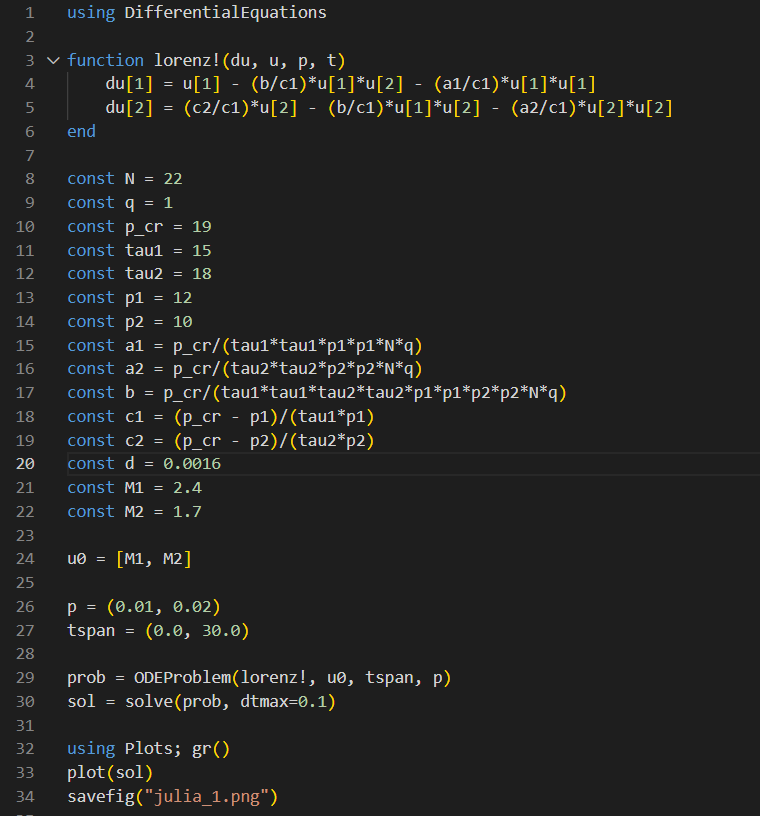 1 using DifferentialEquations
2
3 function lorenz!(du, u, p, t)
4     du[1] = u[1] - (b/c1)*u[1]*u[2] - (a1/c1)*u[1]*u[1]
5     du[2] = (c2/c1)*u[2] - (b/c1)*u[1]*u[2] - (a2/c1)*u[2]*u[2]
6 end
7
8 const N = 22
9 const q = 1
10 const p_cr = 19
11 const tau1 = 15
12 const tau2 = 18
13 const p1 = 12
14 const p2 = 10
15 const a1 = p_cr/(tau1*tau1*p1*p1*N*q)
16 const a2 = p_cr/(tau2*tau2*p2*p2*N*q)
17 const b = p_cr/(tau1*tau1*tau2*tau2*p1*p1*p2*p2*N*q)
18 const c1 = (p_cr - p1)/(tau1*p1)
19 const c2 = (p_cr - p2)/(tau2*p2)
20 const d = 0.0016
21 const M1 = 2.4
22 const M2 = 1.7
23
24 u0 = [M1, M2]
25
26 p = (0.01, 0.02)
27 tspan = (0.0, 30.0)
28
29 prob = ODEProblem(lorenz!, u0, tspan, p)
30 sol = solve(prob, dtmax=0.1)
31
32 using Plots; gr()
33 plot(sol)
34 savefig("julia_1.png")